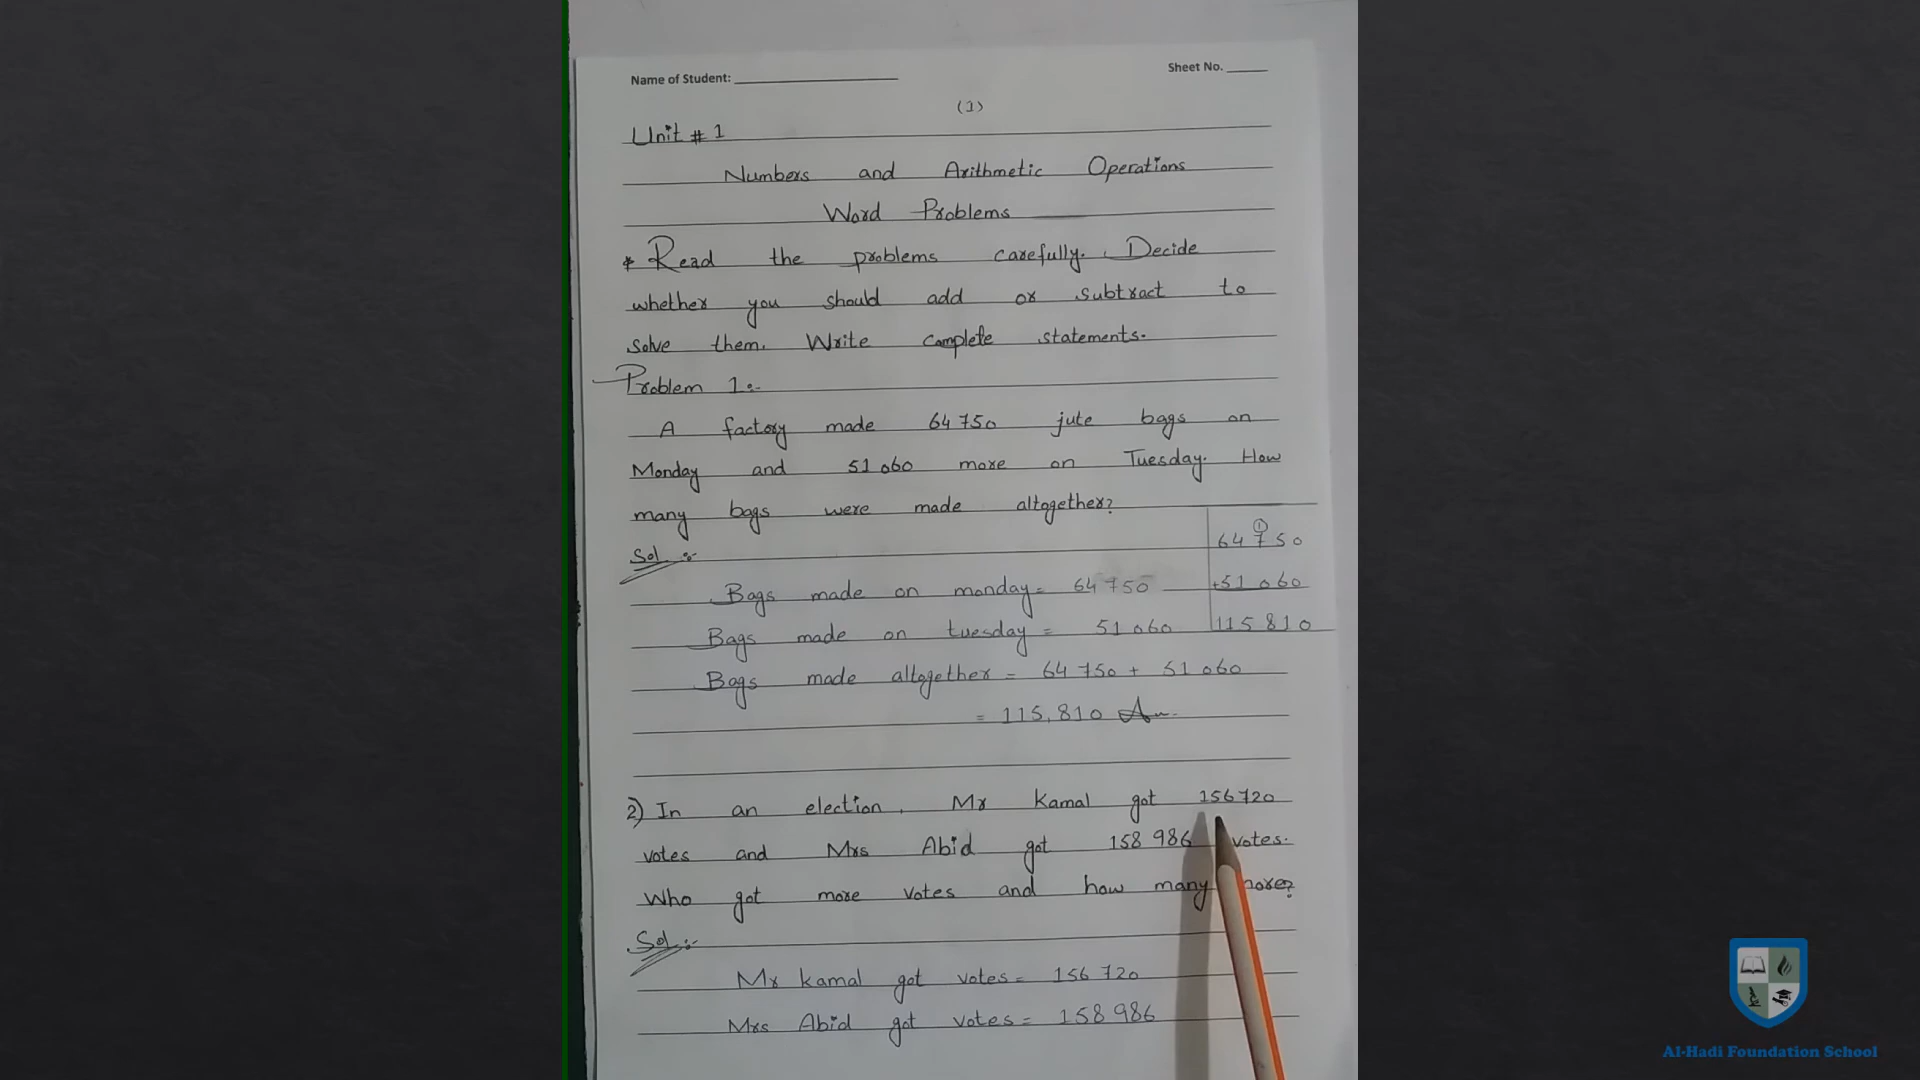 Name of Student: ____________ Sheet No. ____
(1)
Unit # 1
Numbers and Arithmetic Operations
Word Problems
* Read the problems carefully. Decide
whether you should add or subtract to
solve them. Write complete statements.
Problem 1:-
A factory made 64 750 jute bags on
Monday and 51 060 more on Tuesday. How
many bags were made altogether?
Sol :-
1
64 750
+51 060
115 810
Bags made on monday = 64 750
Bags made on tuesday = 51 060
Bags made altogether = 64 750 + 51 060
= 115,810 An
2) In an election, Mr Kamal got 156720
votes and Mrs Abid got 158 986 votes.
Who got more votes and how many more?
Sol :-
Mr kamal got votes = 156 720
Mrs Abid got votes = 158 986
Al-Hadi Foundation School